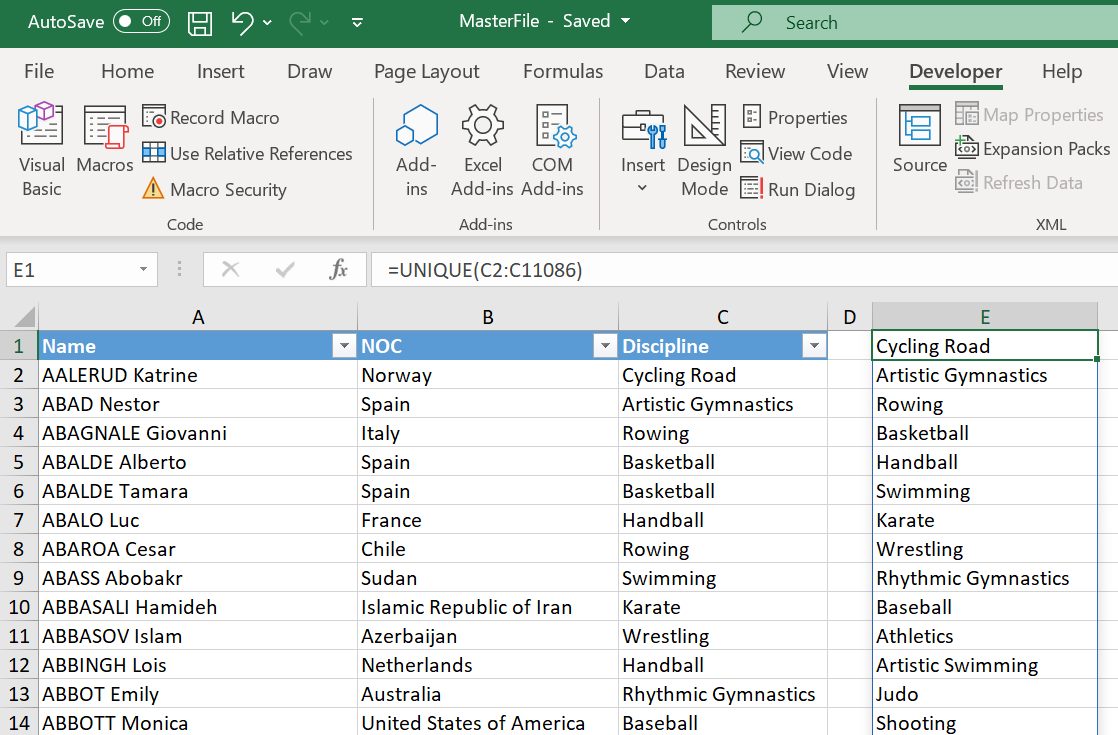 AutoSave Off MasterFile - Saved Search
File Home Insert Draw Page Layout Formulas Data Review View Developer Help
Visual Basic
Macros
Record Macro
Use Relative References
Macro Security
Code
Add-ins
Excel Add-ins
COM Add-ins
Add-ins
Insert
Design Mode
Properties
View Code
Run Dialog
Controls
Source
Map Properties
Expansion Packs
Refresh Data
XML
E1 fx =UNIQUE(C2:C11086)
A B C D E
1 Name NOC Discipline Cycling Road
2 AALERUD Katrine Norway Cycling Road Artistic Gymnastics
3 ABAD Nestor Spain Artistic Gymnastics Rowing
4 ABAGNALE Giovanni Italy Rowing Basketball
5 ABALDE Alberto Spain Basketball Handball
6 ABALDE Tamara Spain Basketball Swimming
7 ABALO Luc France Handball Karate
8 ABAROA Cesar Chile Rowing Wrestling
9 ABASS Abobakr Sudan Swimming Rhythmic Gymnastics
10 ABBASALI Hamideh Islamic Republic of Iran Karate Baseball
11 ABBASOV Islam Azerbaijan Wrestling Athletics
12 ABBINGH Lois Netherlands Handball Artistic Swimming
13 ABBOT Emily Australia Rhythmic Gymnastics Judo
14 ABBOTT Monica United States of America Baseball Shooting